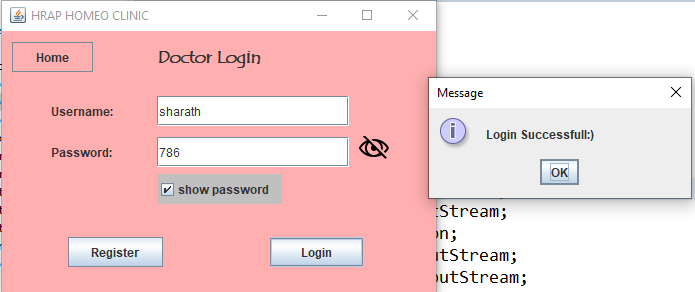 HRAP HOMEO CLINIC
Home
Doctor Login
Username:
sharath
Password:
786
show password
Register
Login
Message
Login Successfull:)
OK
tStream;
on;
utStream;
outStream;